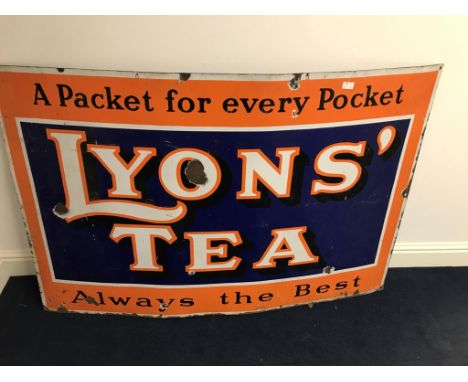 A Packet for every Pocket
LYONS'
TEA
Always the Best